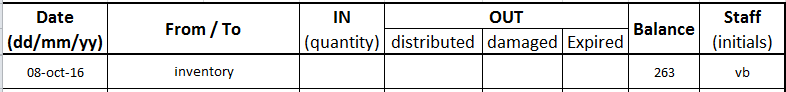 Date From / To IN OUT Balance Staff
(dd/mm/yy) (quantity) distributed damaged Expired (initials)
08-oct-16 inventory 263 vb